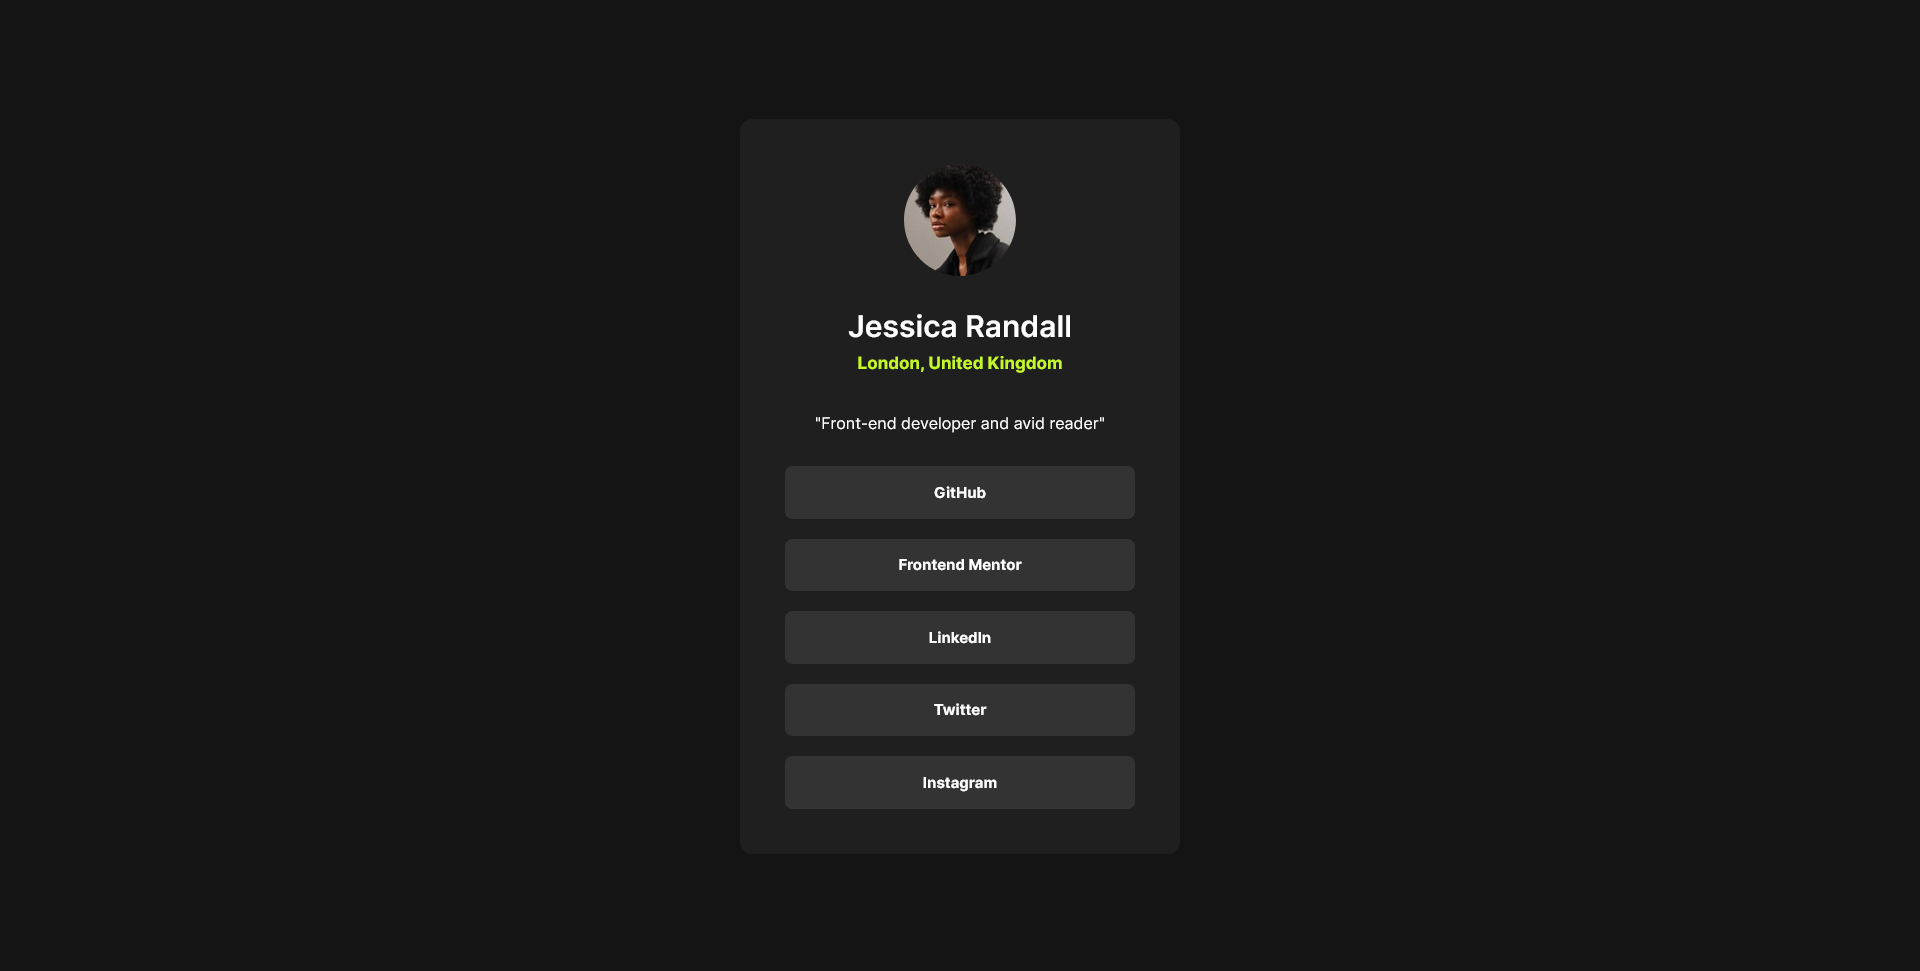 Jessica Randall
London, United Kingdom
"Front-end developer and avid reader"
GitHub
Frontend Mentor
LinkedIn
Twitter
Instagram